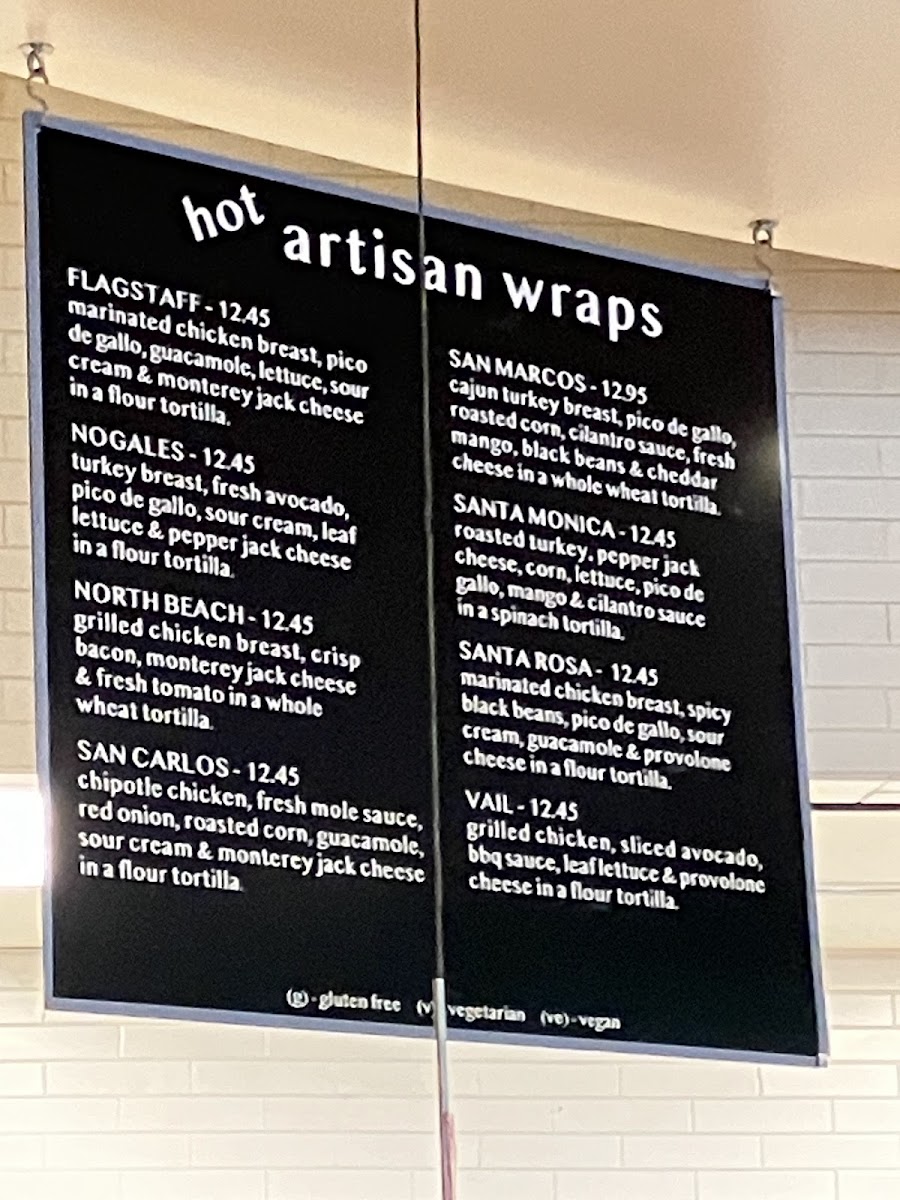 hot artisan wraps
FLAGSTAFF - 12.45
marinated chicken breast, pico
de gallo, guacamole, lettuce, sour
cream & monterey jack cheese
in a flour tortilla.
NOGALES - 12.45
turkey breast, fresh avocado,
pico de gallo, sour cream, leaf
lettuce & pepper jack cheese
in a flour tortilla.
NORTH BEACH - 12.45
grilled chicken breast, crisp
bacon, monterey jack cheese
& fresh tomato in a whole
wheat tortilla.
SAN CARLOS - 12.45
chipotle chicken, fresh mole sauce,
red onion, roasted corn, guacamole,
sour cream & monterey jack cheese
in a flour tortilla.
SAN MARCOS - 12.95
cajun turkey breast, pico de gallo,
roasted corn, cilantro sauce, fresh
mango, black beans & cheddar
cheese in a whole wheat tortilla.
SANTA MONICA - 12.45
roasted turkey, pepper jack
cheese, corn, lettuce, pico de
gallo, mango & cilantro sauce
in a spinach tortilla.
SANTA ROSA - 12.45
marinated chicken breast, spicy
black beans, pico de gallo, sour
cream, guacamole & provolone
cheese in a flour tortilla.
VAIL - 12.45
grilled chicken, sliced avocado,
bbq sauce, leaf lettuce & provolone
cheese in a flour tortilla.
(g) - gluten free (v) vegetarian (ve) - vegan